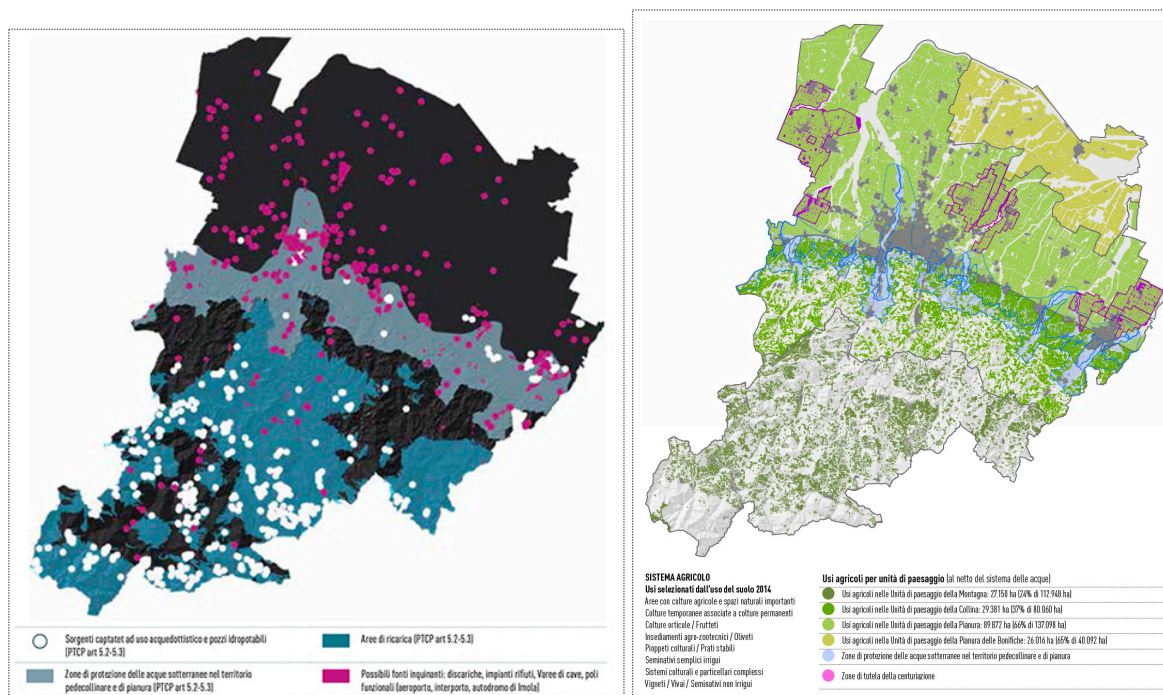 Sorgenti captatet ad uso acquedottistico e pozzi idropotabili
(PTCP art 5.2-5.3)
Aree di ricarica (PTCP art 5.2-5.3)
Zone di protezione delle acque sotterranee nel territorio
pedecollinare e di pianura (PTCP art 5.2-5.3)
Possibili fonti inquinanti: discariche, impianti rifiuti, Varee di cave, poli
funzionali (aeroporto, interporto, autodromo di Imola)
SISTEMA AGRICOLO
Usi selezionati dall'uso del suolo 2014
Aree con colture agricole e spazi naturali importanti
Colture temporanee associate a colture permanenti
Colture orticole / Frutteti
Insediamenti agro-zootecnici / Oliveti
Pioppeti colturali / Prati stabili
Seminativi semplici irrigui
Sistemi colturali e particellari complessi
Vigneti / Vivai / Seminativi non irrigui
Usi agricoli per unità di paesaggio (al netto del sistema delle acque)
Usi agricoli nelle Unità di paesaggio della Montagna: 27.150 ha (24% di 112.948 ha)
Usi agricoli nelle Unità di paesaggio della Collina: 29.381 ha (37% di 80.060 ha)
Usi agricoli nelle Unità di paesaggio della Pianura: 89.872 ha (66% di 137.098 ha)
Usi agricoli nella Unità di paesaggio della Pianura delle Bonifiche: 26.016 ha (65% di 40.092 ha)
Zone di protezione delle acque sotterranee nel territorio pedecollinare e di pianura
Zone di tutela della centuriazione